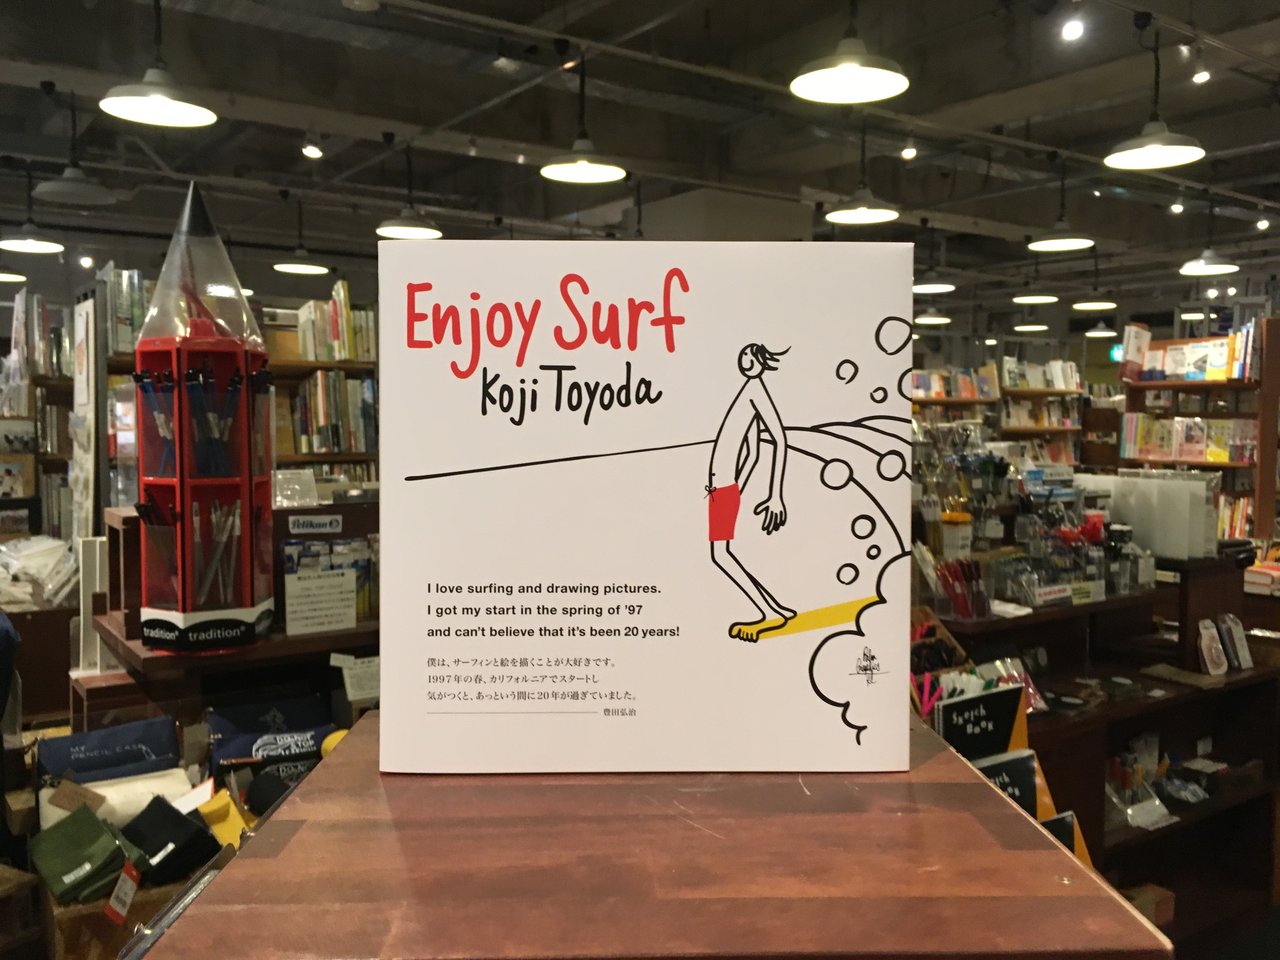 Enjoy Surf
Koji Toyoda
I love surfing and drawing pictures.
I got my start in the spring of '97
and can't believe that it's been 20 years!
僕は、サーフィンと絵を描くことが大好きです。
1997年の春、カリフォルニアでスタートし
気がつくと、あっという間に20年が過ぎていました。
豊田弘治
Pelikan
tradition® tradition®
MY
PENCIL CASE
SKetcH
BooK